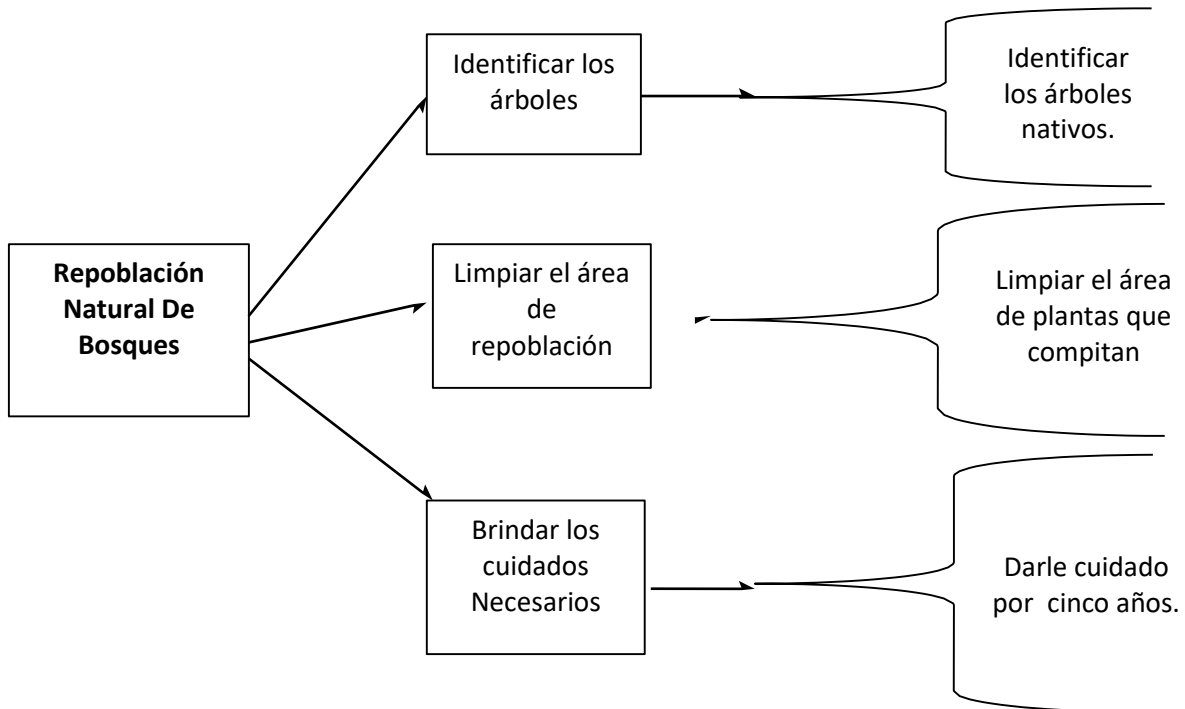 Repoblación
Natural De
Bosques
Identificar los
árboles
Identificar
los árboles
nativos.
Limpiar el área
de
repoblación
Limpiar el área
de plantas que
compitan
Brindar los
cuidados
Necesarios
Darle cuidado
por cinco años.